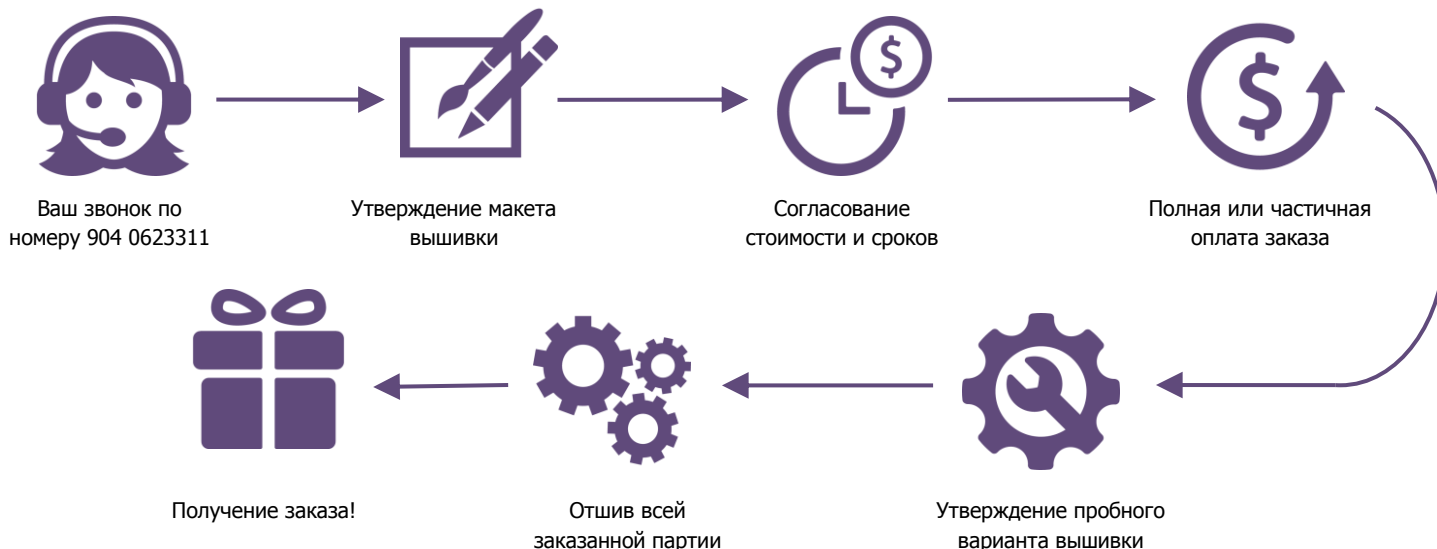 Ваш звонок по
номеру 904 0623311
Утверждение макета
вышивки
Согласование
стоимости и сроков
Полная или частичная
оплата заказа
Получение заказа!
Отшив всей
заказанной партии
Утверждение пробного
варианта вышивки